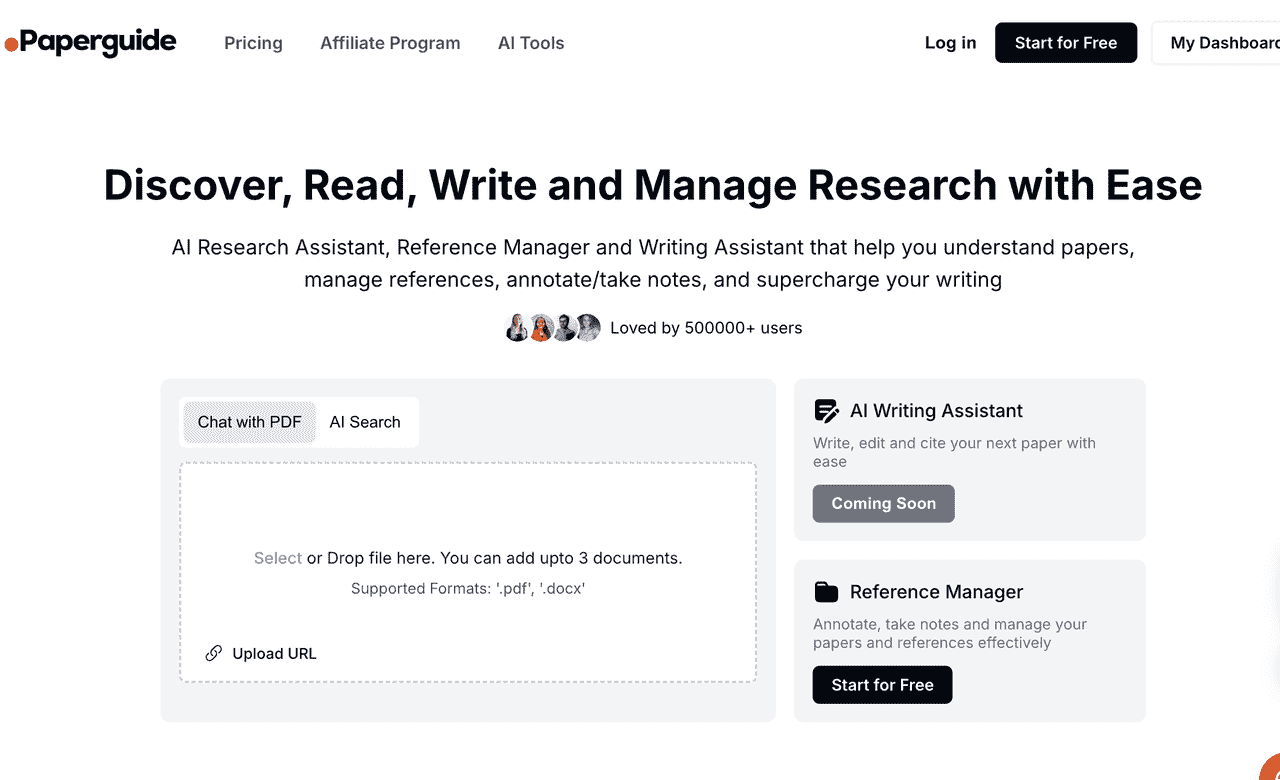 Paperguide
Pricing
Affiliate Program
AI Tools
Log in
Start for Free
My Dashboard
Discover, Read, Write and Manage Research with Ease
AI Research Assistant, Reference Manager and Writing Assistant that help you understand papers,
manage references, annotate/take notes, and supercharge your writing
Loved by 500000+ users
Chat with PDF
AI Search
Select or Drop file here. You can add upto 3 documents.
Supported Formats: '.pdf', '.docx'
Upload URL
AI Writing Assistant
Write, edit and cite your next paper with
ease
Coming Soon
Reference Manager
Annotate, take notes and manage your
papers and references effectively
Start for Free